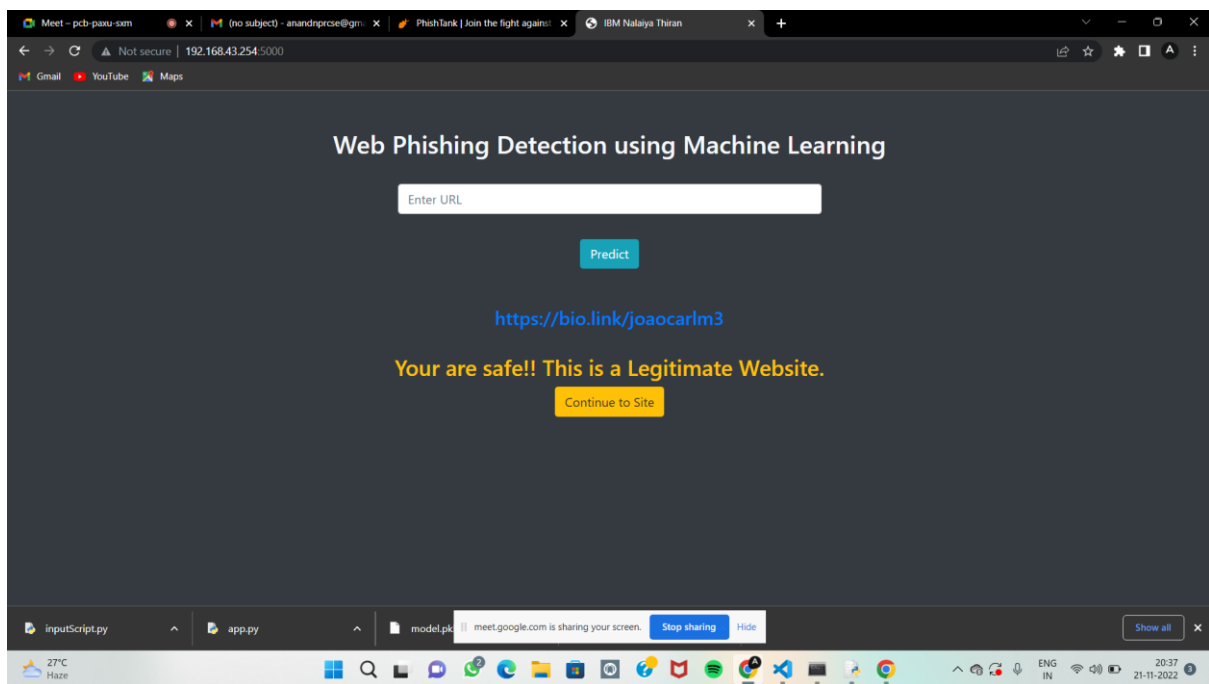 Meet – pcb-paxu-sxm
(no subject) - anandnprcse@gm
PhishTank | Join the fight against
IBM Nalaiya Thiran
Not secure | 192.168.43.254:5000
Gmail YouTube Maps
Web Phishing Detection using Machine Learning
Enter URL
Predict
https://bio.link/joaocarlm3
Your are safe!! This is a Legitimate Website.
Continue to Site
inputScript.py
app.py
model.pk
meet.google.com is sharing your screen.
Stop sharing
Hide
Show all
27°C
Haze
ENG
IN
20:37
21-11-2022